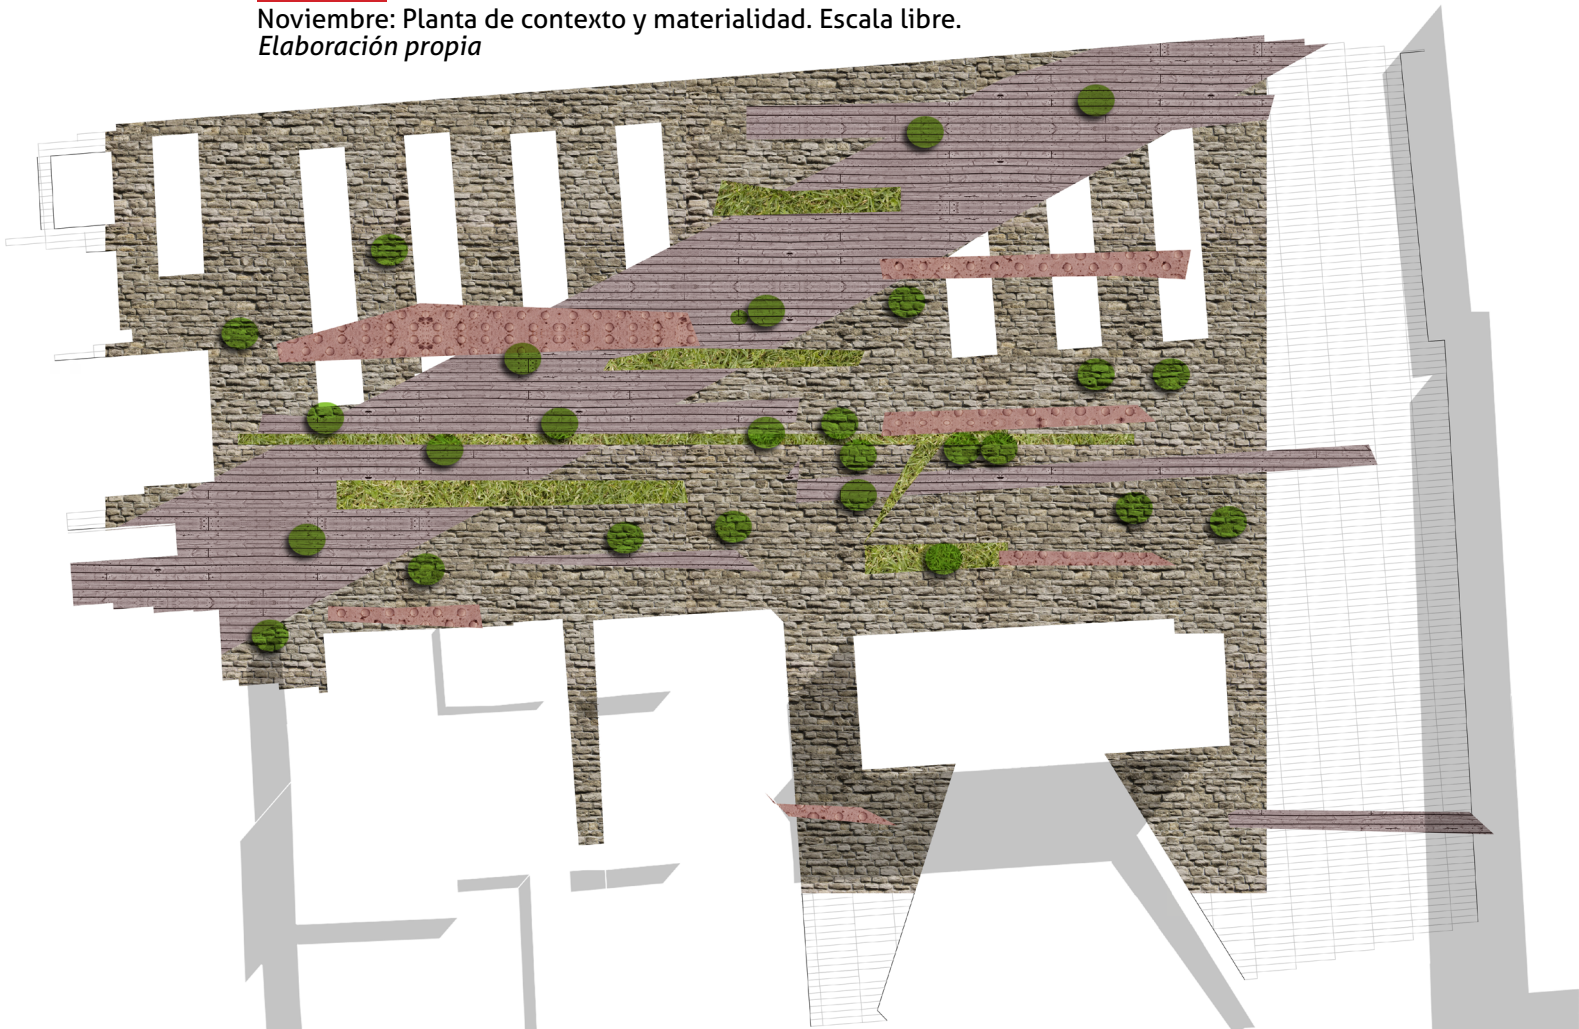 Noviembre: Planta de contexto y materialidad. Escala libre.
Elaboración propia